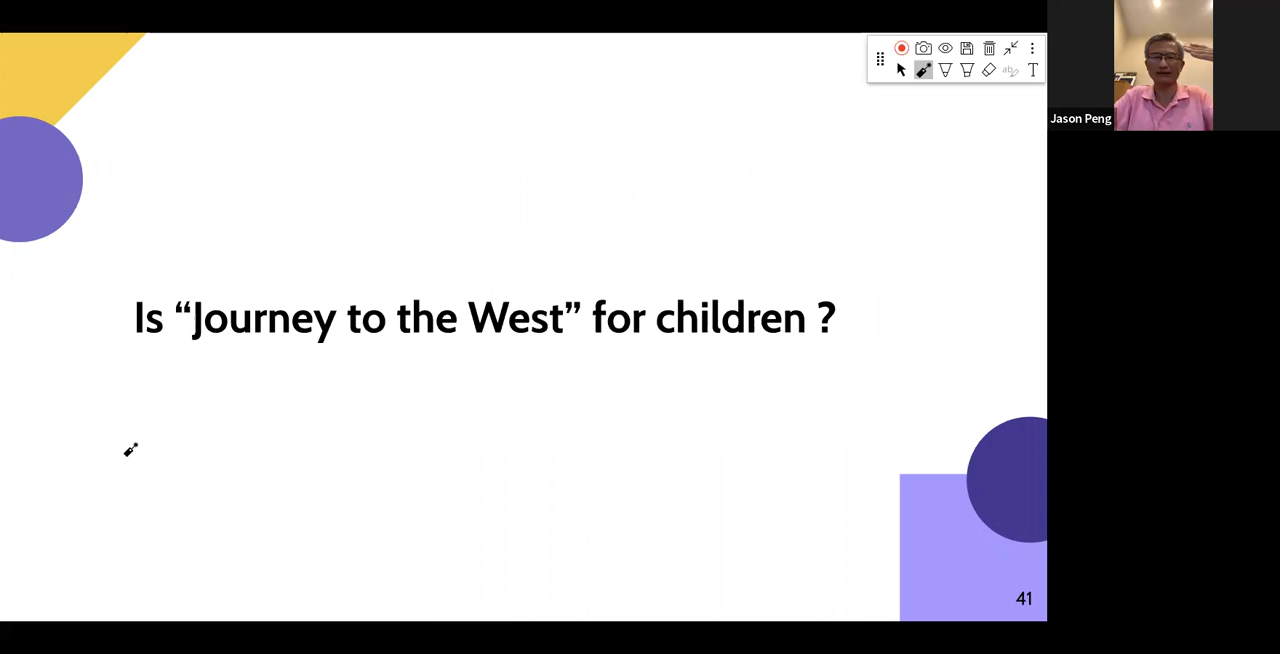 Jason Peng
Is “Journey to the West” for children ?
41